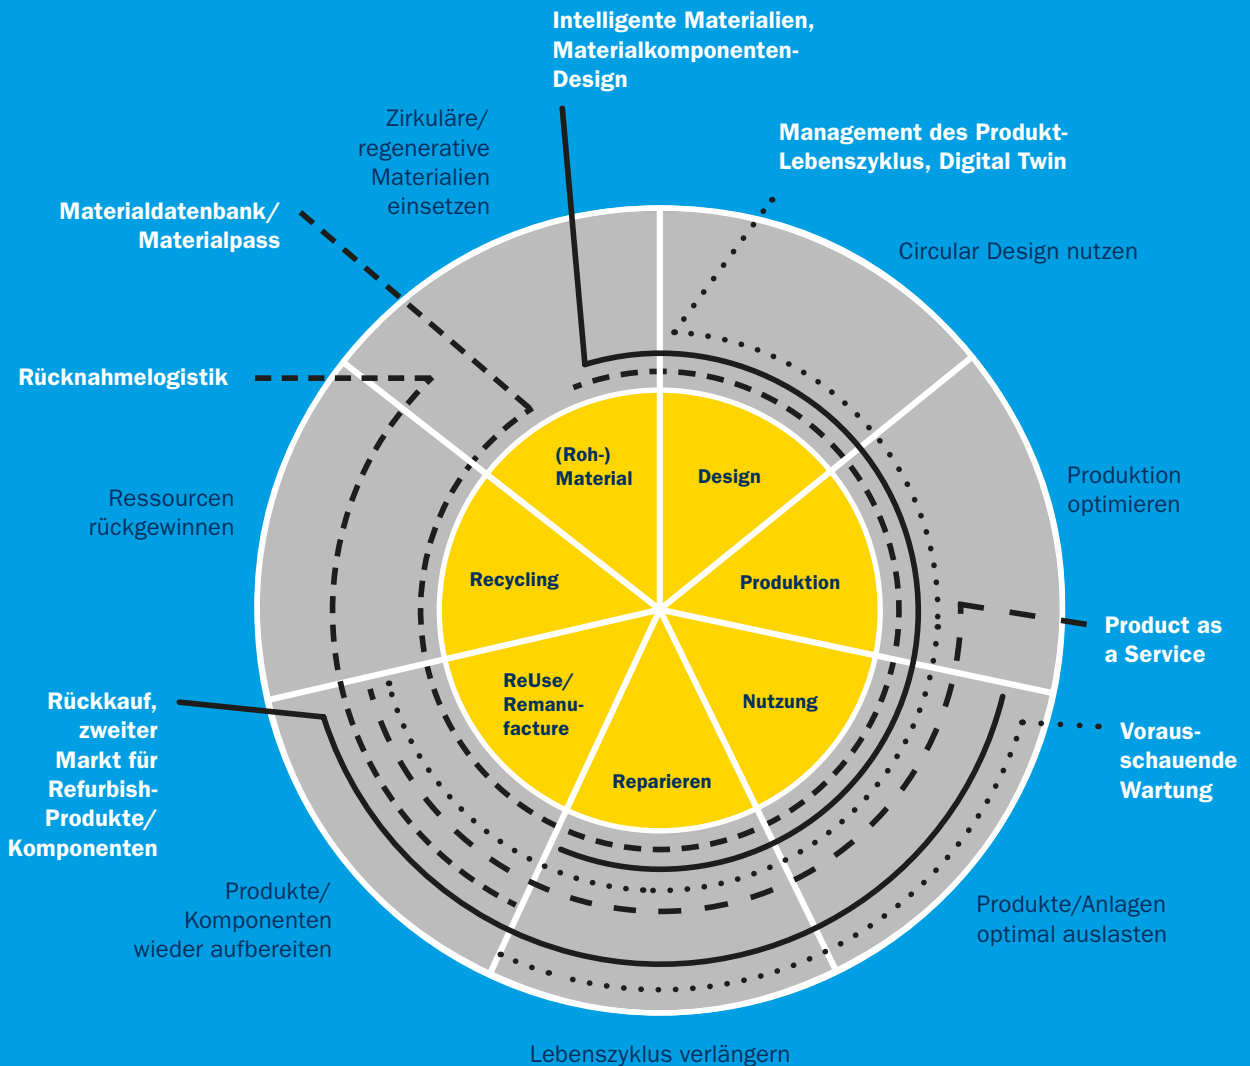 Intelligente Materialien,
Materialkomponenten-
Design
Zirkuläre/
regenerative
Materialien
einsetzen
Management des Produkt-
Lebenszyklus, Digital Twin
Materialdatenbank/
Materialpass
Circular Design nutzen
Rücknahmelogistik
(Roh-)
Material
Design
Produktion
optimieren
Ressourcen
rückgewinnen
Recycling
Produktion
Product as
a Service
ReUse/
Remanu-
facture
Nutzung
Rückkauf,
zweiter
Markt für
Refurbish-
Produkte/
Komponenten
Voraus-
schauende
Wartung
Reparieren
Produkte/
Komponenten
wieder aufbereiten
Produkte/Anlagen
optimal auslasten
Lebenszyklus verlängern